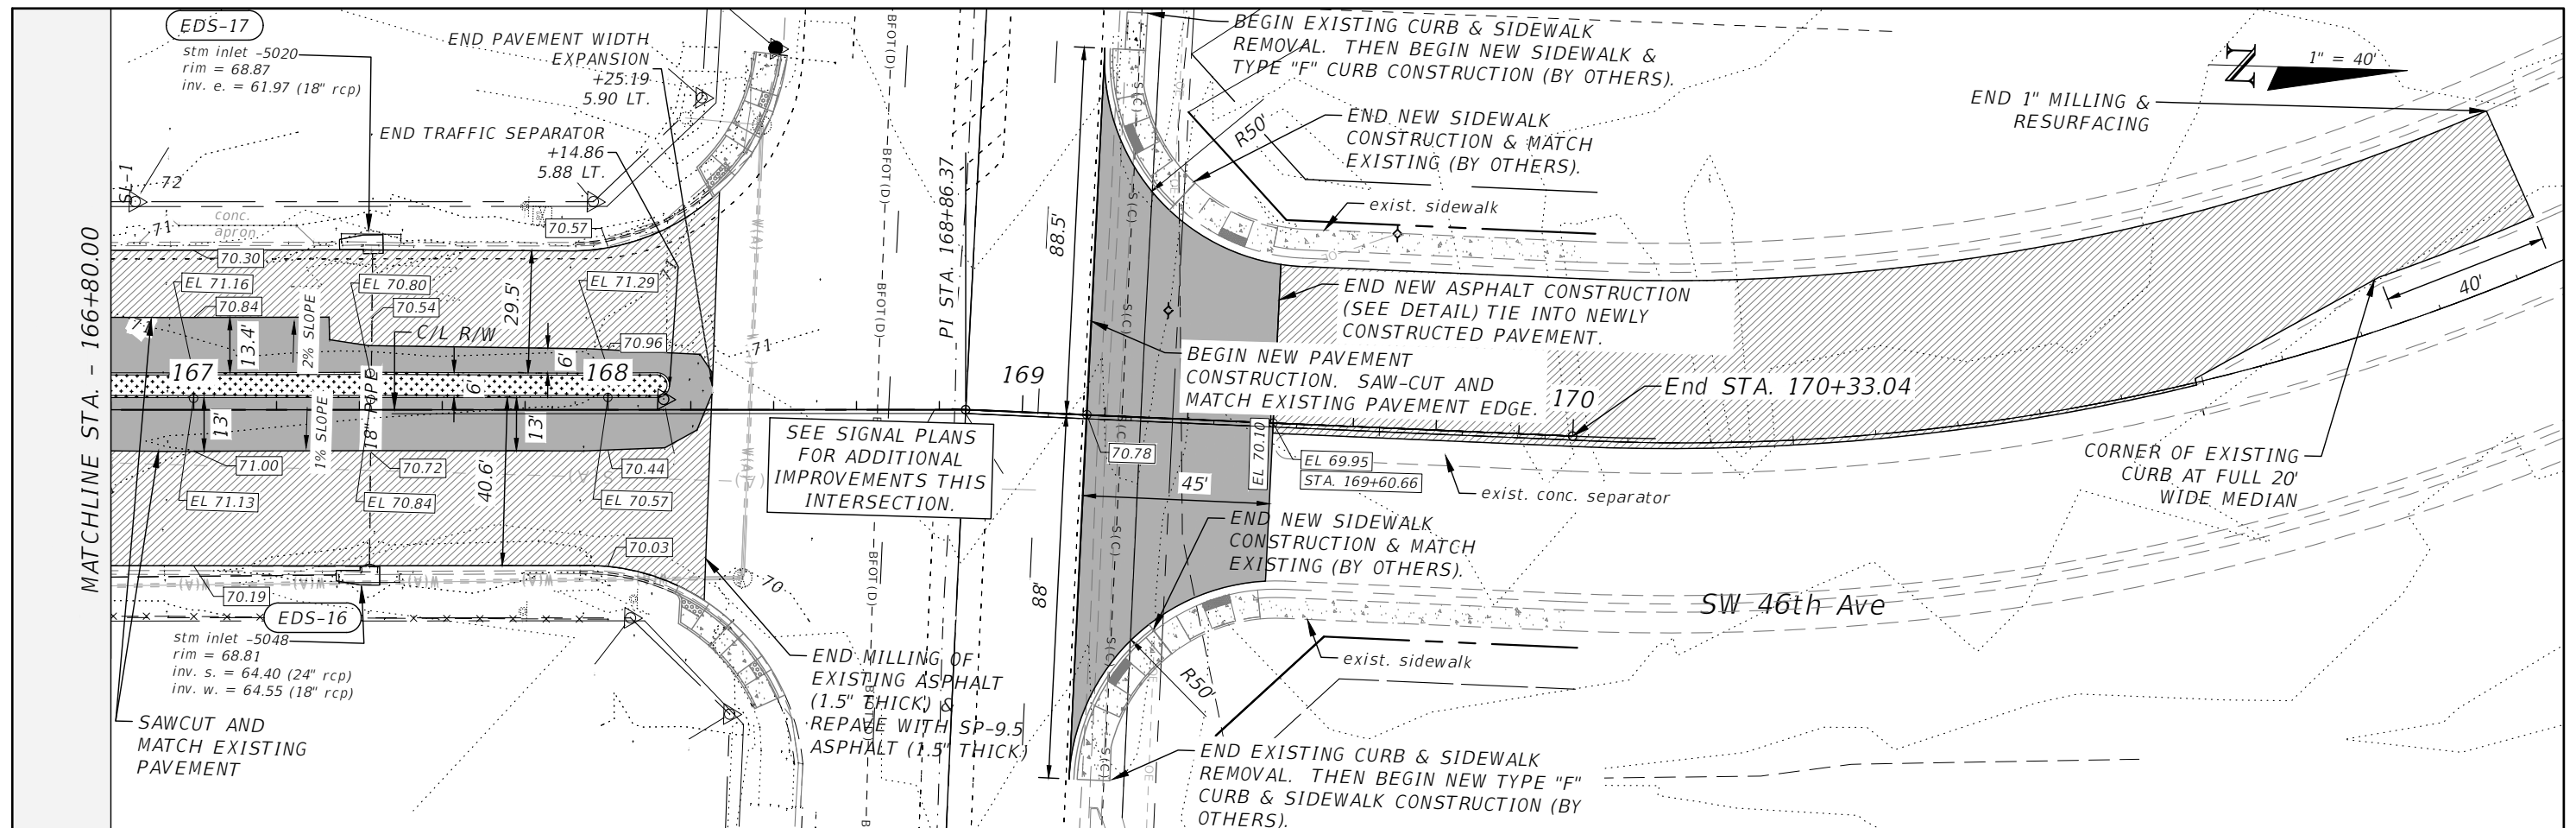 EDS-17
stm inlet -5020
rim = 68.87
inv. e. = 61.97 (18" rcp)
END PAVEMENT WIDTH
EXPANSION
+25.19
5.90 LT.
END TRAFFIC SEPARATOR
+14.86
5.88 LT.
SL-1
72
71
conc.
apron
70.57
70.30
EL 71.16
70.84
EL 70.80
70.54
EL 71.29
71
70.96
71
71
2% SLOPE
13.4'
29.5'
C/L R/W
6'
6'
167
168
MATCHLINE STA. - 166+80.00
13'
1% SLOPE
18" POPE
13'
40.6'
71.00
70.72
70.44
EL 71.13
EL 70.84
EL 70.57
70.03
70.19
70
W(A)
W(A)
W(A)
W(A)
W(A)
W(A)
W(A)
EDS-16
stm inlet -5048
rim = 68.81
inv. s. = 64.40 (24" rcp)
inv. w. = 64.55 (18" rcp)
SAWCUT AND
MATCH EXISTING
PAVEMENT
END MILLING OF
EXISTING ASPHALT
(1.5" THICK) &
REPAVE WITH SP-9.5
ASPHALT (1.5" THICK)
BFOT(D)
BFOT(D)
BFOT(D)
BFOT(D)
BFOT(D)
BFOT(D)
PI STA. 168+86.37
SEE SIGNAL PLANS
FOR ADDITIONAL
IMPROVEMENTS THIS
INTERSECTION.
169
88.5'
88'
S(C)
S(C)
S(C)
S(C)
S(C)
S(C)
BEGIN EXISTING CURB & SIDEWALK
REMOVAL. THEN BEGIN NEW SIDEWALK &
TYPE "F" CURB CONSTRUCTION (BY OTHERS).
R50'
END NEW SIDEWALK
CONSTRUCTION & MATCH
EXISTING (BY OTHERS).
exist. sidewalk
OE
END NEW ASPHALT CONSTRUCTION
(SEE DETAIL) TIE INTO NEWLY
CONSTRUCTED PAVEMENT.
BEGIN NEW PAVEMENT
CONSTRUCTION. SAW-CUT AND
MATCH EXISTING PAVEMENT EDGE.
170
End STA. 170+33.04
70.78
EL 70.10
EL 69.95
STA. 169+60.66
45'
exist. conc. separator
END NEW SIDEWALK
CONSTRUCTION & MATCH
EXISTING (BY OTHERS).
exist. sidewalk
R50'
OE
END EXISTING CURB & SIDEWALK
REMOVAL. THEN BEGIN NEW TYPE "F"
CURB & SIDEWALK CONSTRUCTION (BY
OTHERS).
SW 46th Ave
N
1" = 40'
END 1" MILLING &
RESURFACING
40'
CORNER OF EXISTING
CURB AT FULL 20'
WIDE MEDIAN